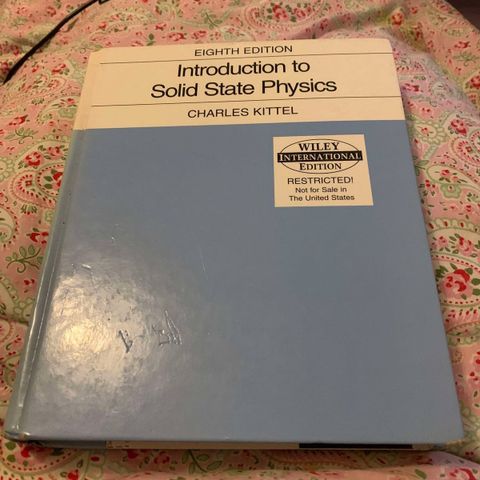 EIGHTH EDITION
Introduction to
Solid State Physics
CHARLES KITTEL
WILEY
INTERNATIONAL
EDITION
RESTRICTED!
Not for Sale in
The United States